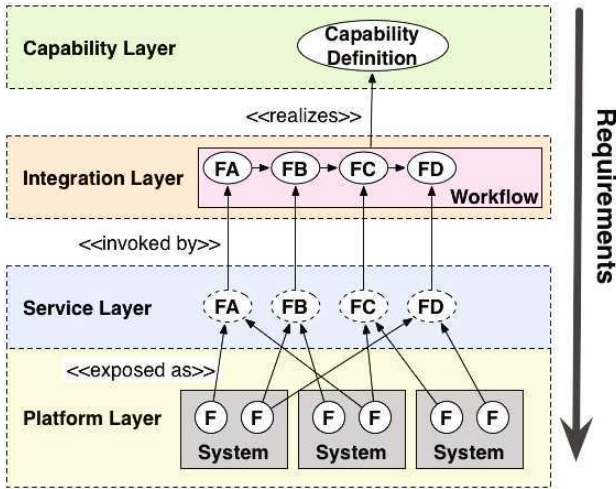 Capability Layer
Capability
Definition
<<realizes>>
Integration Layer
FA FB FC FD
Workflow
<<invoked by>>
Service Layer
FA FB FC FD
<<exposed as>>
Platform Layer
F F F F F F
System System System
Requirements